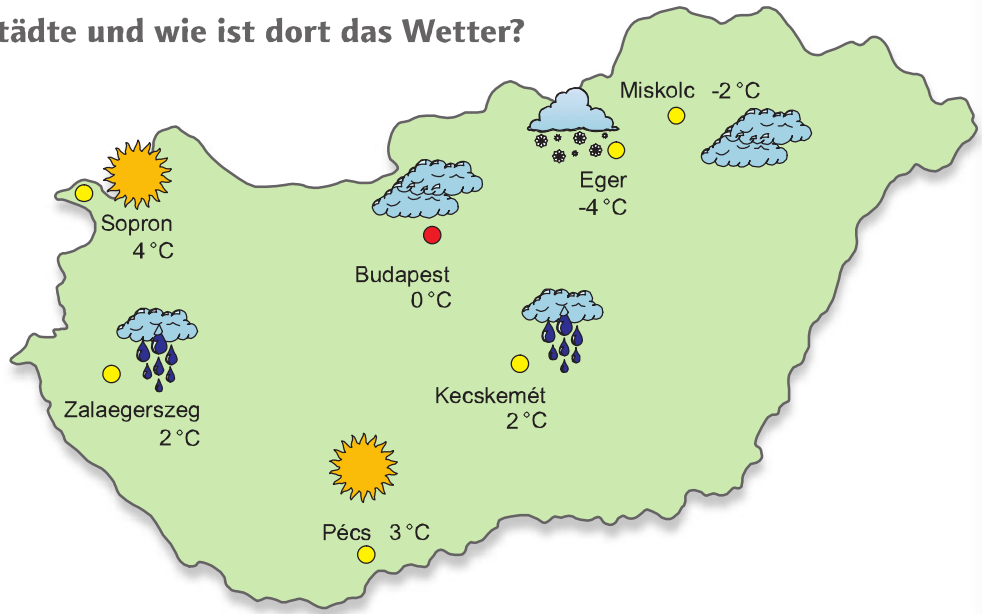 und wie ist dort das Wetter?
Miskolc -2 °C
Eger
-4 °C
Sopron
4 °C
Budapest
0 °C
Kecskemét
2 °C
Zalaegerszeg
2 °C
Pécs 3 °C